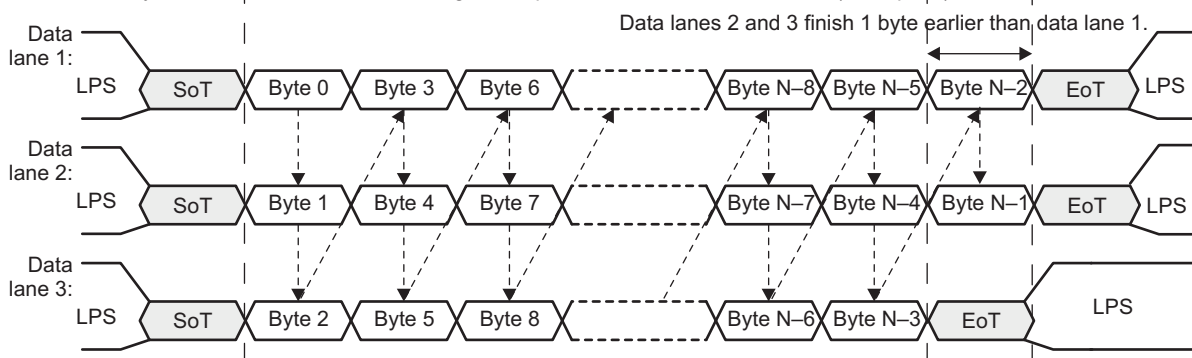 Data lanes 2 and 3 finish 1 byte earlier than data lane 1.
Data
lane 1:
LPS SoT Byte 0 Byte 3 Byte 6 Byte N–8 Byte N–5 Byte N–2 EoT LPS
Data
lane 2:
SoT Byte 1 Byte 4 Byte 7 Byte N–7 Byte N–4 Byte N–1 EoT LPS
LPS
Data
lane 3:
LPS SoT Byte 2 Byte 5 Byte 8 Byte N–6 Byte N–3 EoT LPS